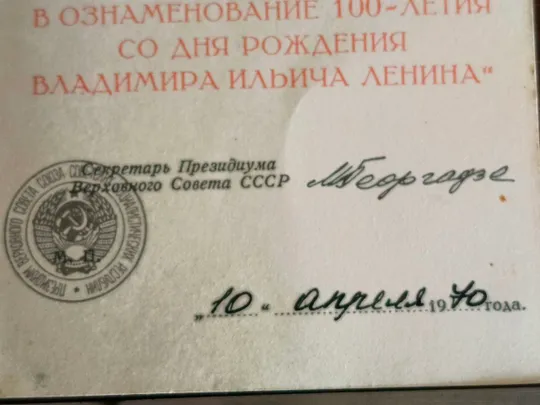 В ОЗНАМЕНОВАНИЕ 100-ЛЕТИЯ
СО ДНЯ РОЖДЕНИЯ
ВЛАДИМИРА ИЛЬИЧА ЛЕНИНА“
Секретарь Президиума
Верховного Совета СССР МГеоргадзе
М. П.
„10“ апреля 1970 года.